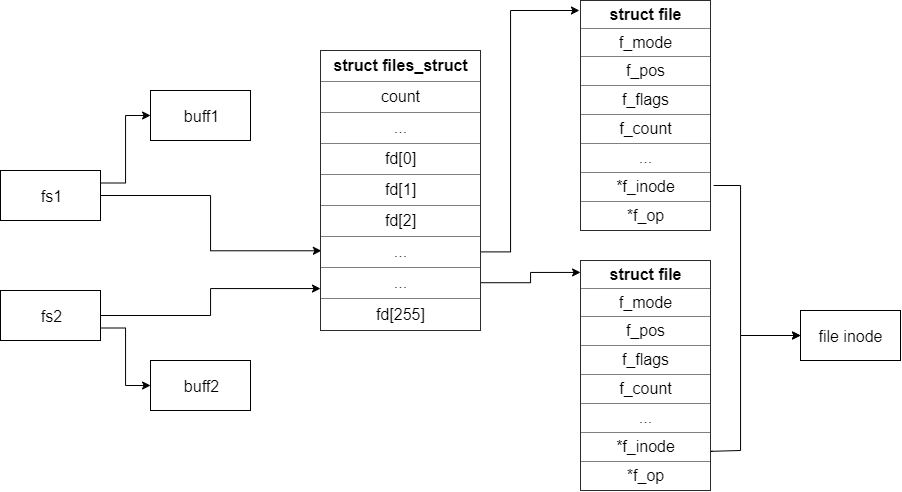 fs1
buff1
fs2
buff2
struct files_struct
count
...
fd[0]
fd[1]
fd[2]
...
...
fd[255]
struct file
f_mode
f_pos
f_flags
f_count
...
*f_inode
*f_op
struct file
f_mode
f_pos
f_flags
f_count
...
*f_inode
*f_op
file inode